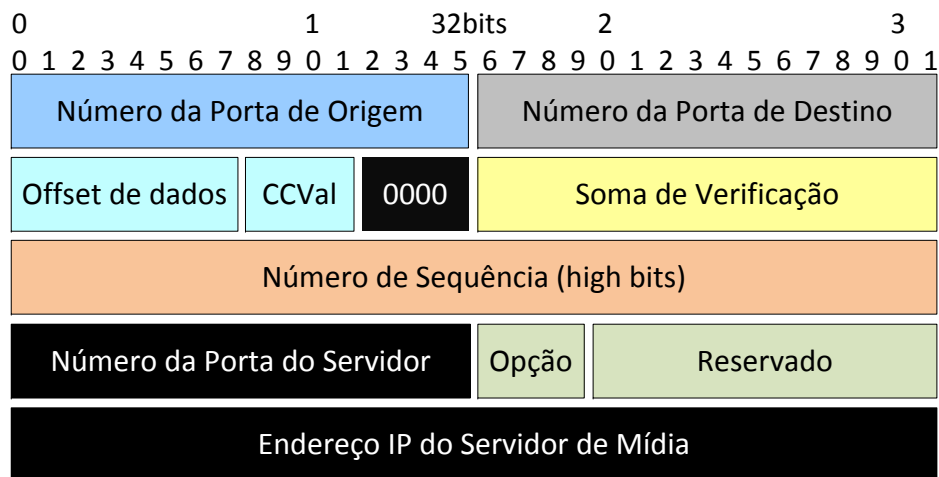 0 1 32bits 2 3
0 1 2 3 4 5 6 7 8 9 0 1 2 3 4 5 6 7 8 9 0 1 2 3 4 5 6 7 8 9 0 1
Número da Porta de Origem Número da Porta de Destino
Offset de dados CCVal 0000 Soma de Verificação
Número de Sequência (high bits)
Número da Porta do Servidor Opção Reservado
Endereço IP do Servidor de Mídia